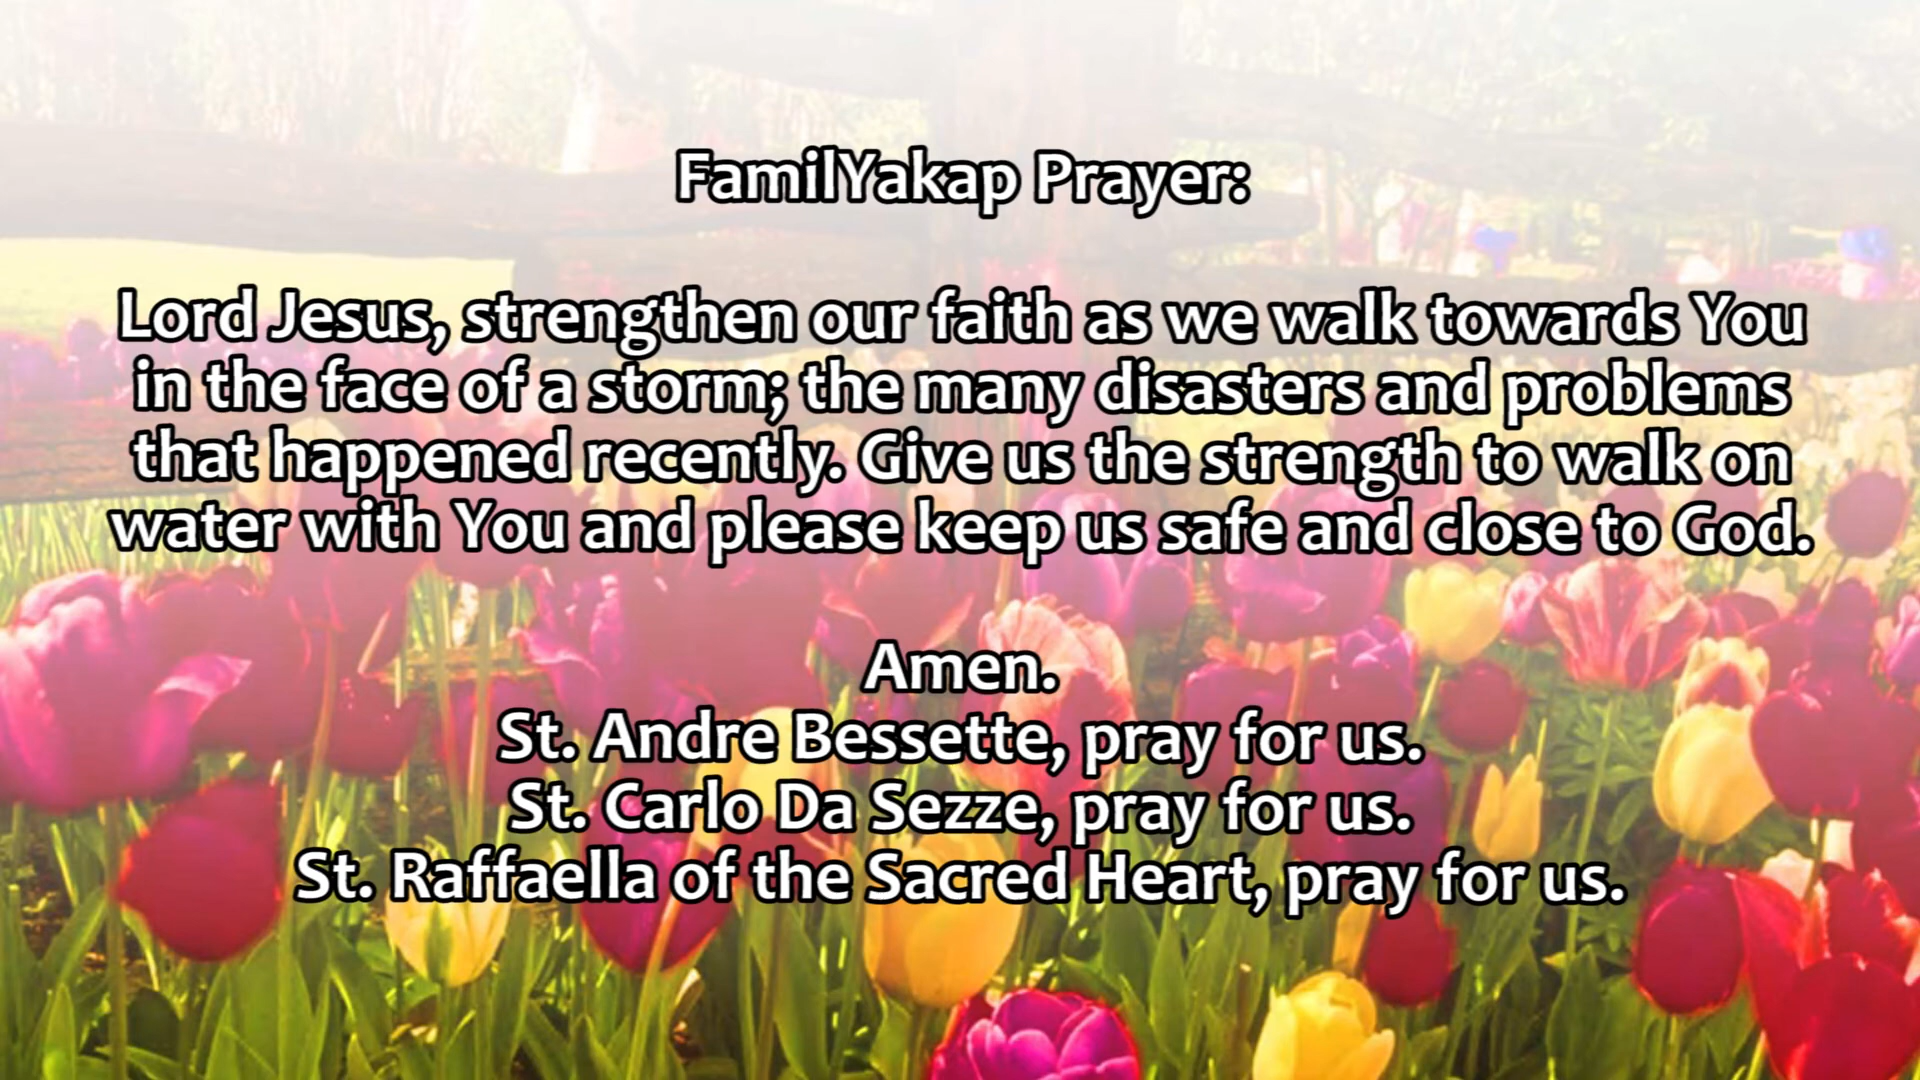 FamilYakap Prayer:
Lord Jesus, strengthen our faith as we walk towards You
in the face of a storm; the many disasters and problems
that happened recently. Give us the strength to walk on
water with You and please keep us safe and close to God.
Amen.
St. Andre Bessette, pray for us.
St. Carlo Da Sezze, pray for us.
St. Raffaella of the Sacred Heart, pray for us.